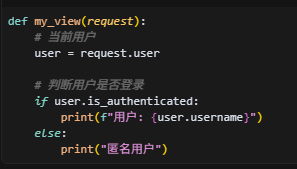 def my_view(request):
    # 当前用户
    user = request.user

    # 判断用户是否登录
    if user.is_authenticated:
        print(f"用户: {user.username}")
    else:
        print("匿名用户")